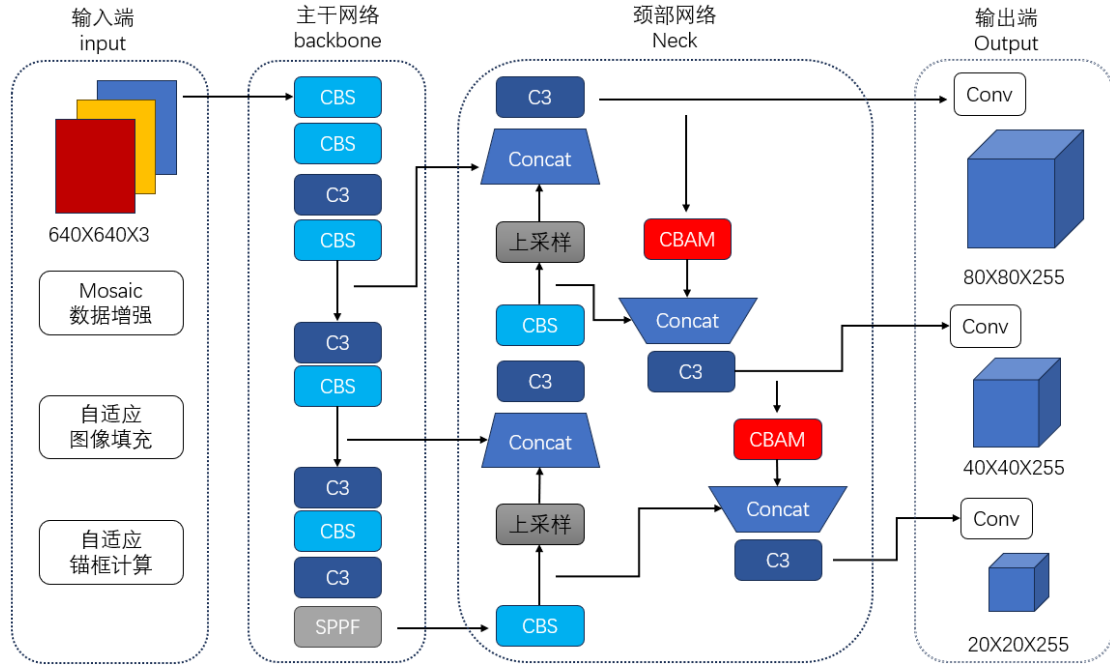 输入端
input
640X640X3
Mosaic
数据增强
自适应
图像填充
自适应
锚框计算
主干网络
backbone
CBS
CBS
C3
CBS
C3
CBS
C3
CBS
C3
SPPF
颈部网络
Neck
C3
Concat
上采样
CBS
C3
Concat
上采样
CBS
CBAM
Concat
C3
CBAM
Concat
C3
输出端
Output
Conv
80X80X255
Conv
40X40X255
Conv
20X20X255